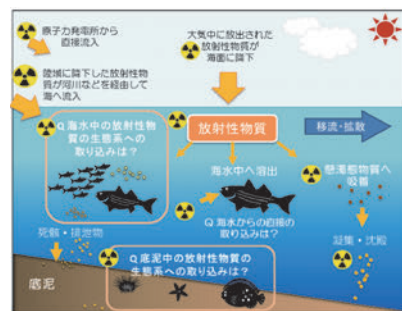 原子力発電所から
直接流入
大気中に放出された
放射性物質が
海面に降下
陸域に降下した放射性物
質が河川などを経由して
海へ流入
Q 海水中の放射性物
質の生態系への
取り込みは?
放射性物質
移流・拡散
海水中へ溶出
懸濁態物質へ
吸着
Q 海水からの直接の
取り込みは?
死骸・排泄物
凝集・沈殿
Q 底泥中の放射性物質の
生態系への取り込みは?
底泥